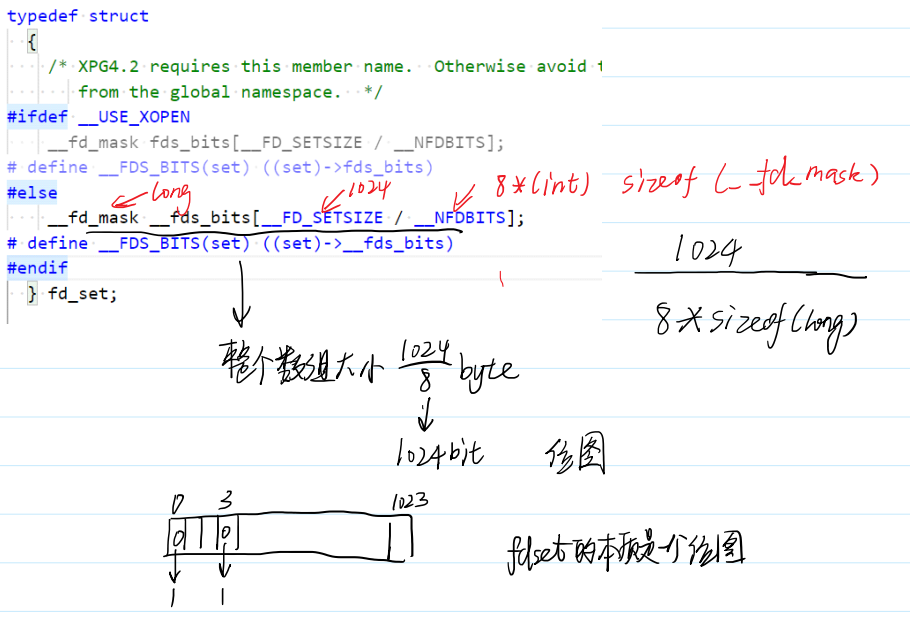 typedef struct
{
/* XPG4.2 requires this member name.  Otherwise avoid t
from the global namespace.  */
#ifdef __USE_XOPEN
__fd_mask fds_bits[__FD_SETSIZE / __NFDBITS];
# define __FDS_BITS(set) ((set)->fds_bits)
#else
long 1024 8*(int) sizeof(__fd_mask)
__fd_mask __fds_bits[__FD_SETSIZE / __NFDBITS];
# define __FDS_BITS(set) ((set)->__fds_bits)
#endif
} fd_set;
1024
8*sizeof(long)
整个数组大小 1024/8 byte
1024bit 位图
0 3 1023
0 0
1 1
fdset的本质是个位图